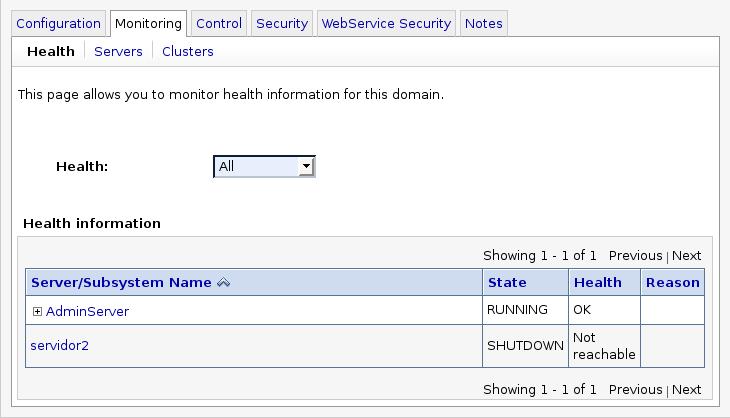 Configuration Monitoring Control Security WebService Security Notes
Health Servers Clusters
This page allows you to monitor health information for this domain.
Health: All
Health information
Showing 1 - 1 of 1 Previous | Next
Server/Subsystem Name State Health Reason
AdminServer RUNNING OK
servidor2 SHUTDOWN Not
reachable
Showing 1 - 1 of 1 Previous | Next